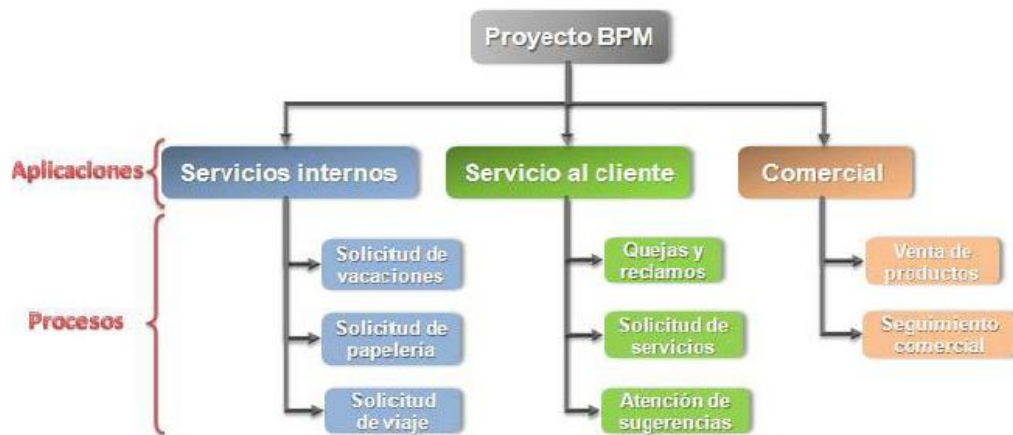 Proyecto BPM
Aplicaciones
Servicios internos
Servicio al cliente
Comercial
Procesos
Solicitud de
vacaciones
Solicitud de
papelería
Solicitud
de viaje
Quejas y
reclamos
Solicitud de
servicios
Atención de
sugerencias
Venta de
productos
Seguimiento
comercial